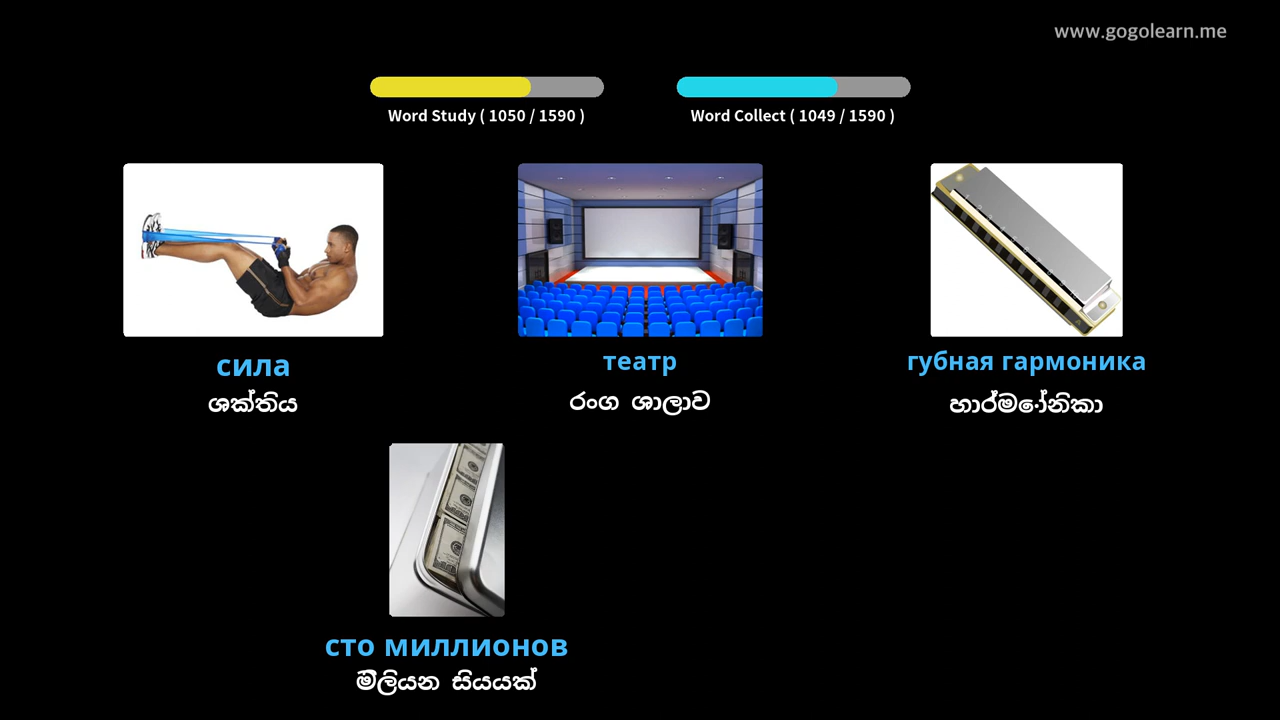 www.gogolearn.me
Word Study ( 1050 / 1590 )
Word Collect ( 1049 / 1590 )
сила
ශක්තිය
театр
රංග ශාලාව
губная гармоника
හාර්මෝනිකා
сто миллионов
මිලියන සියයක්